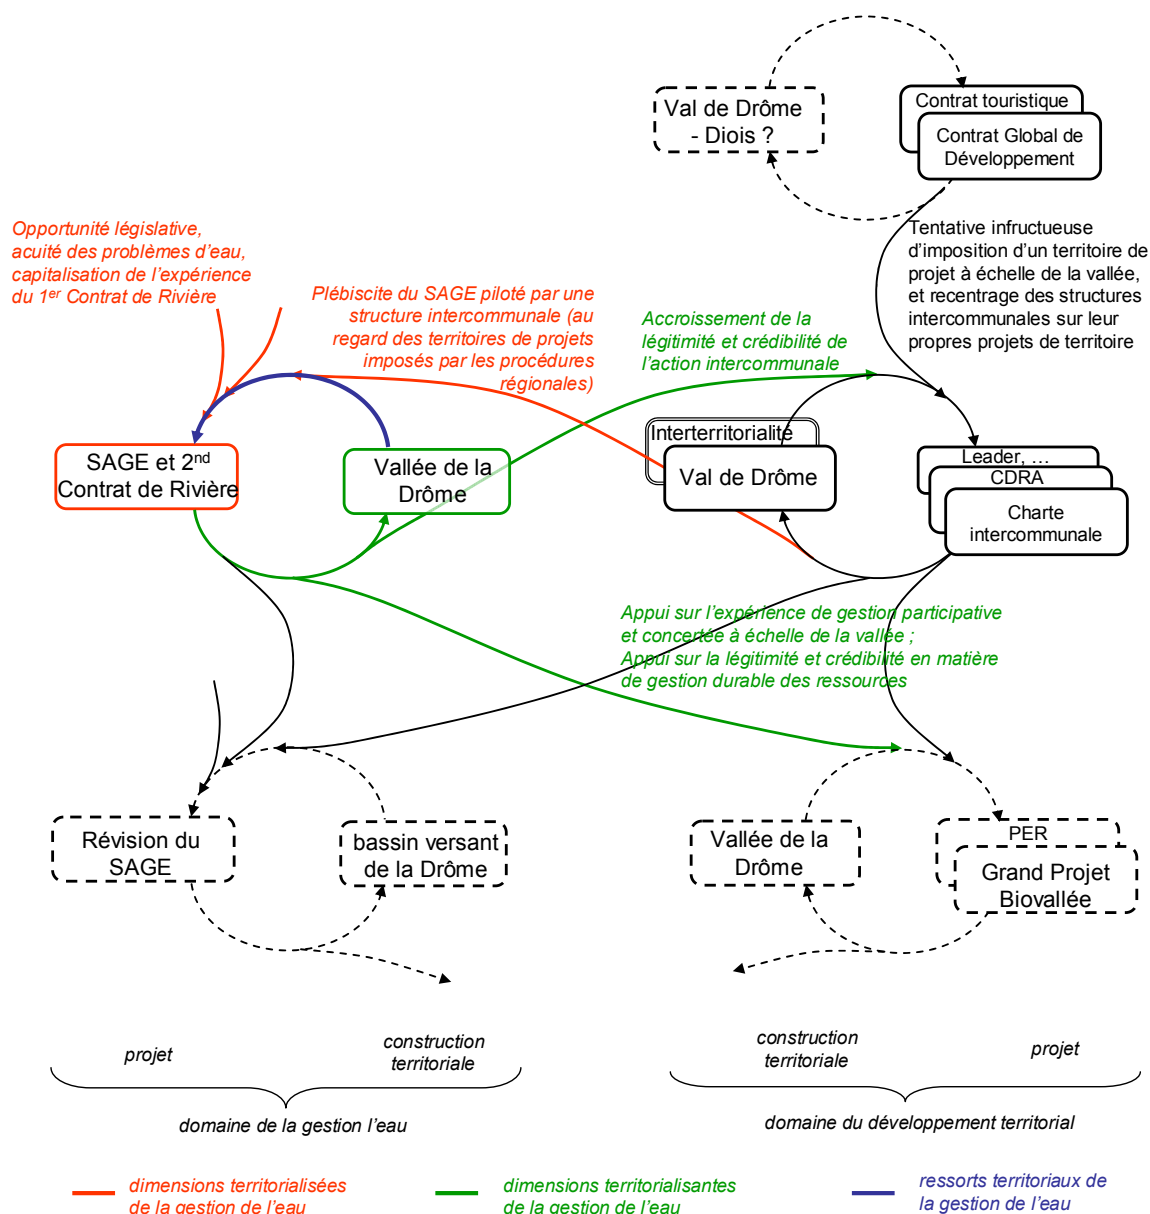 Val de Drôme
- Diois ?
Contrat touristique
Contrat Global de
Développement
Opportunité législative,
acuité des problèmes d’eau,
capitalisation de l’expérience
du 1er Contrat de Rivière
Plébiscite du SAGE piloté par une
structure intercommunale (au
regard des territoires de projets
imposés par les procédures
régionales)
Accroissement de la
légitimité et crédibilité de
l’action intercommunale
Tentative infructueuse
d’imposition d’un territoire de
projet à échelle de la vallée,
et recentrage des structures
intercommunales sur leur
propres projets de territoire
SAGE et 2nd
Contrat de Rivière
Vallée de la
Drôme
Interterritorialité
Val de Drôme
Leader, …
CDRA
Charte
intercommunale
Appui sur l’expérience de gestion participative
et concertée à échelle de la vallée ;
Appui sur la légitimité et crédibilité en matière
de gestion durable des ressources
Révision du
SAGE
bassin versant
de la Drôme
Vallée de la
Drôme
PER
Grand Projet
Biovallée
projet
construction
territoriale
construction
territoriale
projet
domaine de la gestion l’eau
domaine du développement territorial
dimensions territorialisées
de la gestion de l’eau
dimensions territorialisantes
de la gestion de l’eau
ressorts territoriaux de
la gestion de l’eau